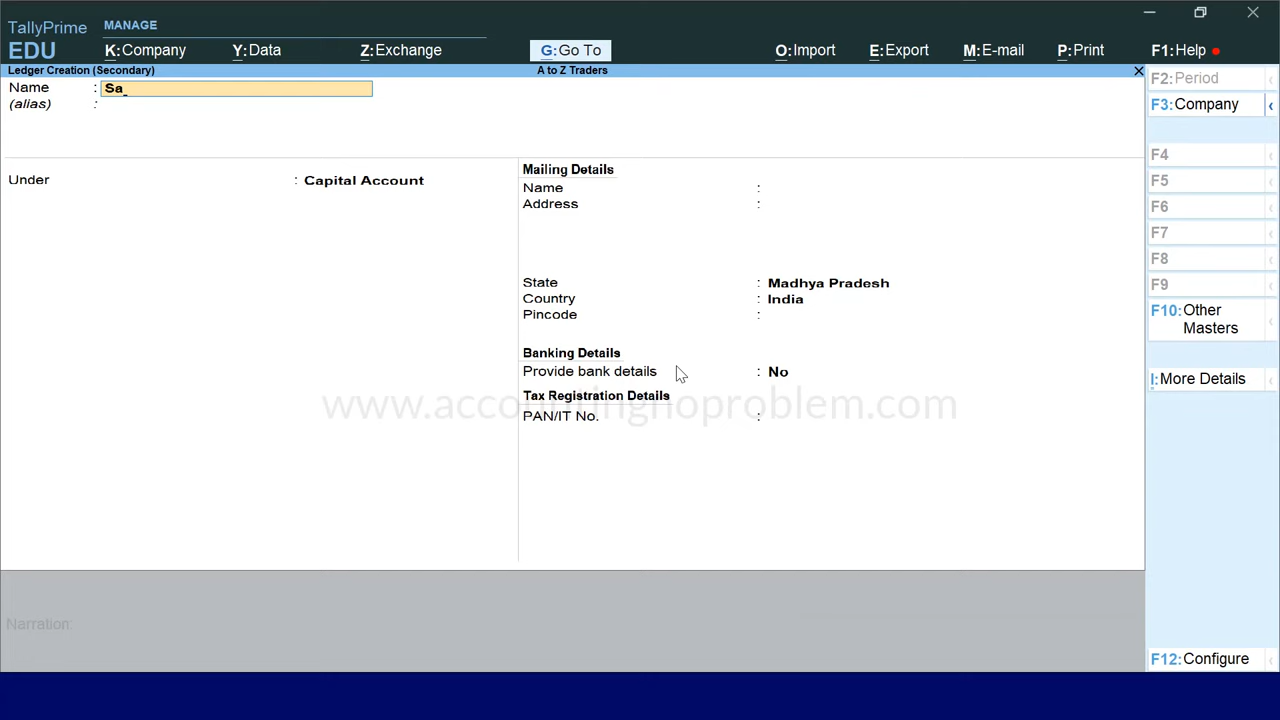 TallyPrime MANAGE
EDU K:Company Y:Data Z:Exchange G:Go To O:Import E:Export M:E-mail P:Print F1:Help
Ledger Creation (Secondary) A to Z Traders
Name : Sa
(alias) :
Under : Capital Account
Mailing Details
Name :
Address :
State : Madhya Pradesh
Country : India
Pincode :
Banking Details
Provide bank details : No
Tax Registration Details
www.accountingnoproblem.com
PAN/IT No. :
Narration:
F2:Period
F3:Company
F4
F5
F6
F7
F8
F9
F10:Other
Masters
I:More Details
F12:Configure